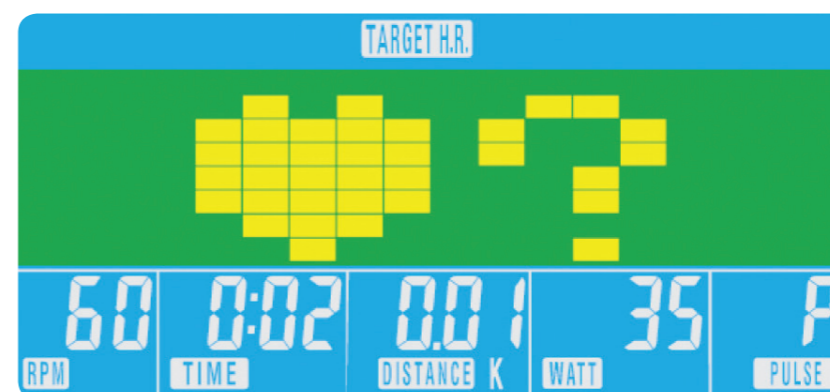 TARGET H.R.
?
60 0:02 0.01 35 P
RPM TIME DISTANCE K WATT PULSE